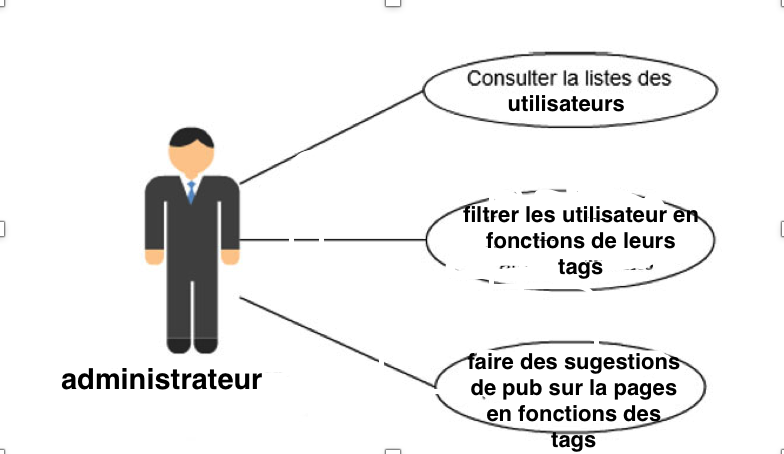 Consulter la listes des
utilisateurs
filtrer les utilisateur en
fonctions de leurs
tags
administrateur
faire des sugestions
de pub sur la pages
en fonctions des
tags